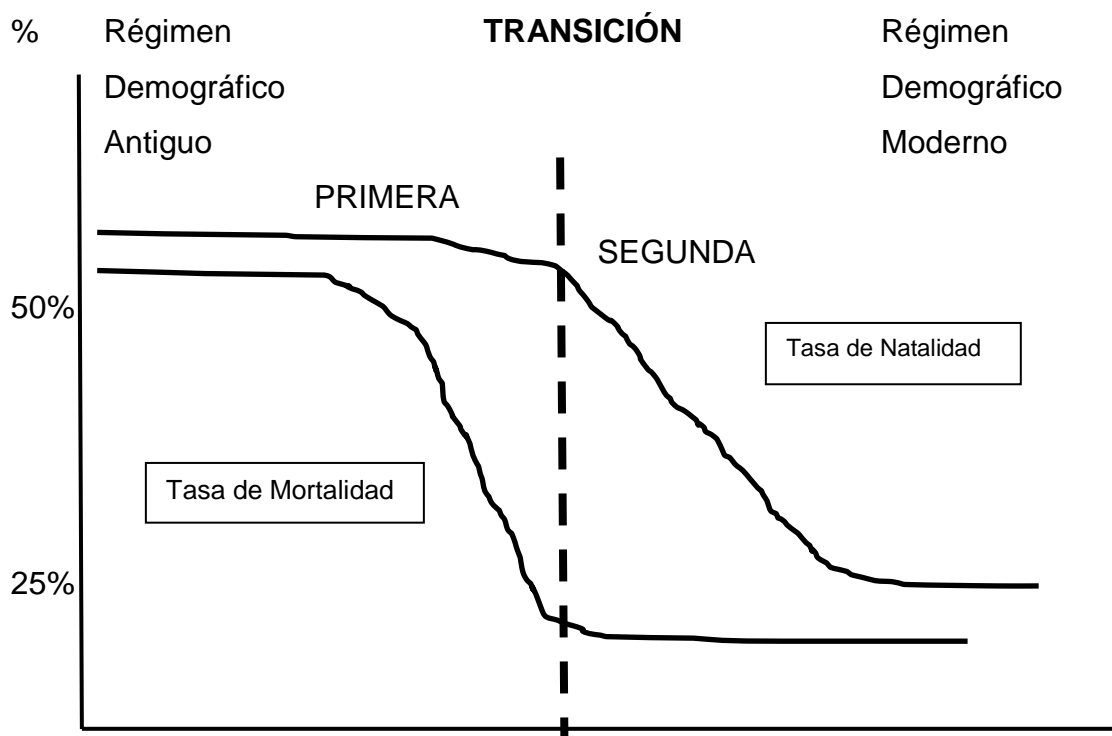 % Régimen TRANSICIÓN Régimen
Demográfico Demográfico
Antiguo Moderno
PRIMERA
SEGUNDA
50%
Tasa de Natalidad
Tasa de Mortalidad
25%